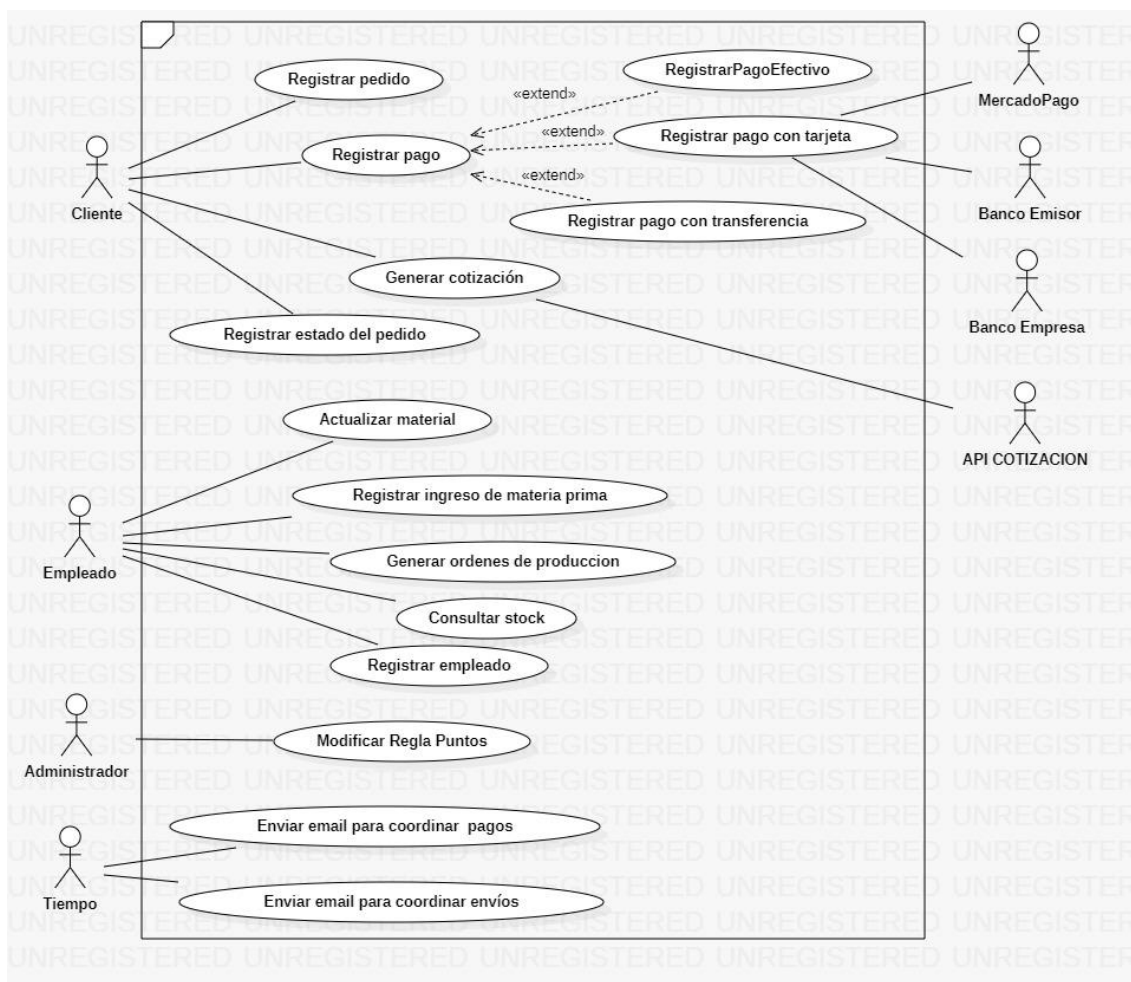 Registrar pedido
RegistrarPagoEfectivo
MercadoPago
«extend»
«extend»
Registrar pago con tarjeta
Registrar pago
«extend»
Cliente
Banco Emisor
Registrar pago con transferencia
Generar cotización
Registrar estado del pedido
Banco Empresa
Actualizar material
API COTIZACION
Registrar ingreso de materia prima
Generar ordenes de produccion
Empleado
Consultar stock
Registrar empleado
Modificar Regla Puntos
Administrador
Enviar email para coordinar pagos
Enviar email para coordinar envíos
Tiempo
UNREGISTERED